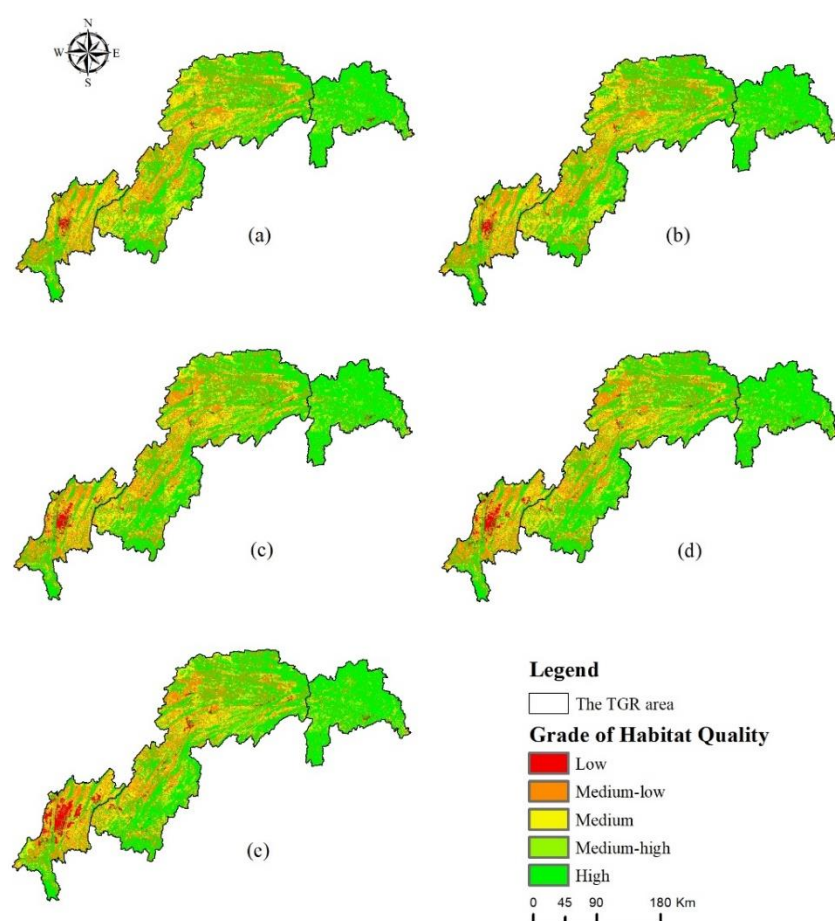 N
W E
S
(a)
(b)
(c)
(d)
(e)
Legend
The TGR area
Grade of Habitat Quality
Low
Medium-low
Medium
Medium-high
High
0 45 90 180 Km